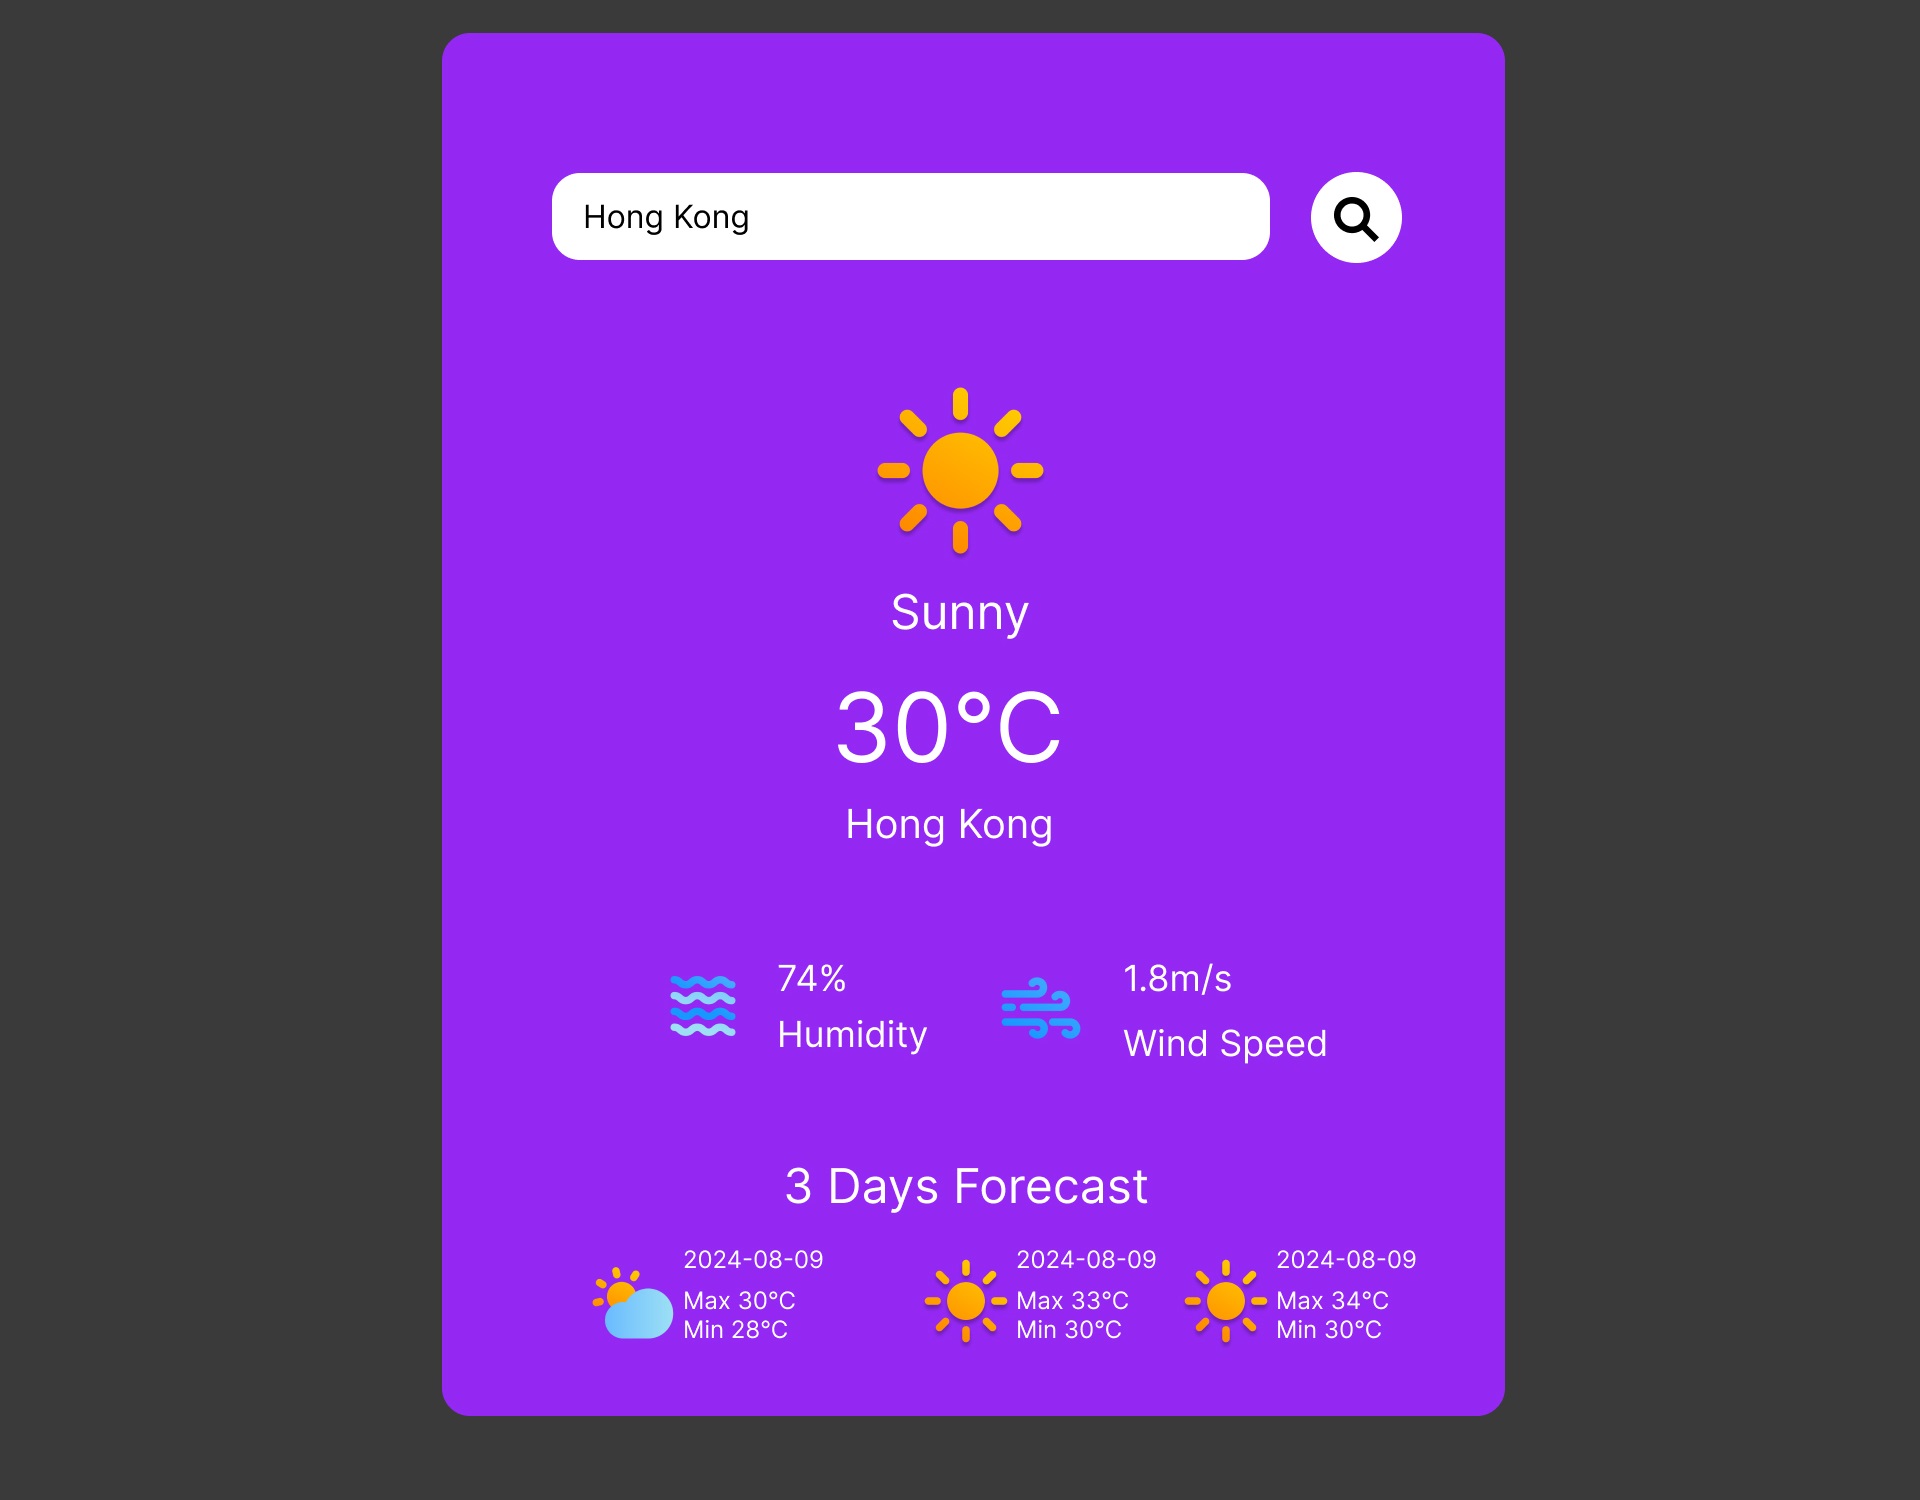 Hong Kong
Sunny
30°C
Hong Kong
74%
Humidity
1.8m/s
Wind Speed
3 Days Forecast
2024-08-09
Max 30°C
Min 28°C
2024-08-09
Max 33°C
Min 30°C
2024-08-09
Max 34°C
Min 30°C